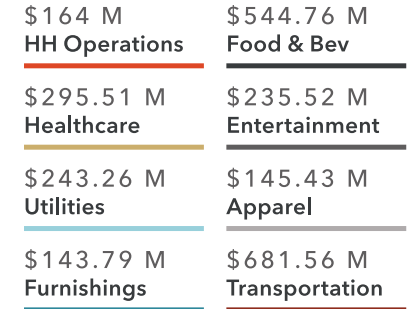 $164 M
HH Operations
$544.76 M
Food & Bev
$295.51 M
Healthcare
$235.52 M
Entertainment
$243.26 M
Utilities
$145.43 M
Apparel
$143.79 M
Furnishings
$681.56 M
Transportation